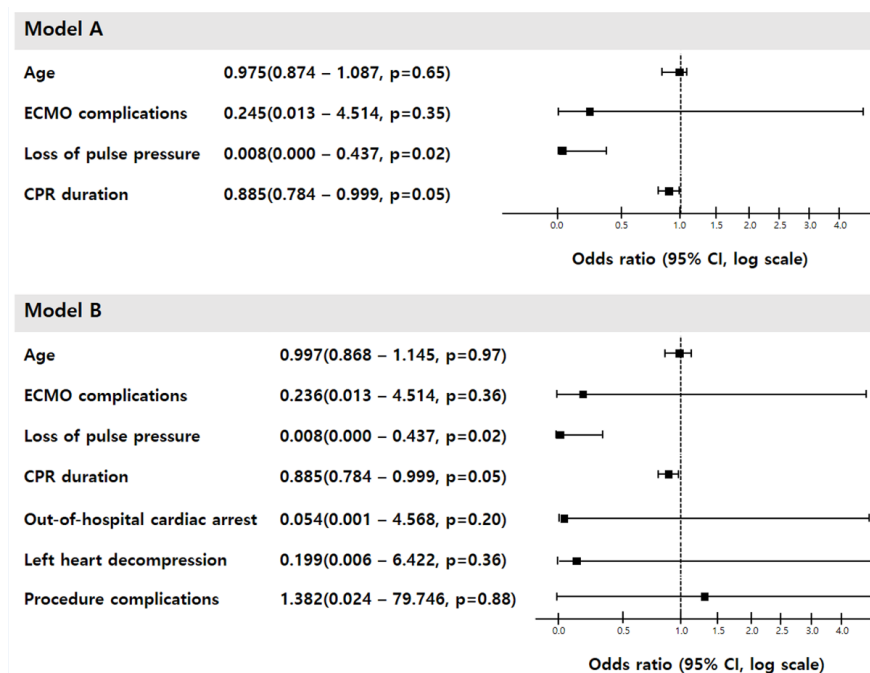 Model A
Age 0.975(0.874 – 1.087, p=0.65)
ECMO complications 0.245(0.013 – 4.514, p=0.35)
Loss of pulse pressure 0.008(0.000 – 0.437, p=0.02)
CPR duration 0.885(0.784 – 0.999, p=0.05)
0.0 0.5 1.0 1.5 2.0 2.5 3.0 4.0
Odds ratio (95% CI, log scale)
Model B
Age 0.997(0.868 – 1.145, p=0.97)
ECMO complications 0.236(0.013 – 4.514, p=0.36)
Loss of pulse pressure 0.008(0.000 – 0.437, p=0.02)
CPR duration 0.885(0.784 – 0.999, p=0.05)
Out-of-hospital cardiac arrest 0.054(0.001 – 4.568, p=0.20)
Left heart decompression 0.199(0.006 – 6.422, p=0.36)
Procedure complications 1.382(0.024 – 79.746, p=0.88)
0.0 0.5 1.0 1.5 2.0 2.5 3.0 4.0
Odds ratio (95% CI, log scale)